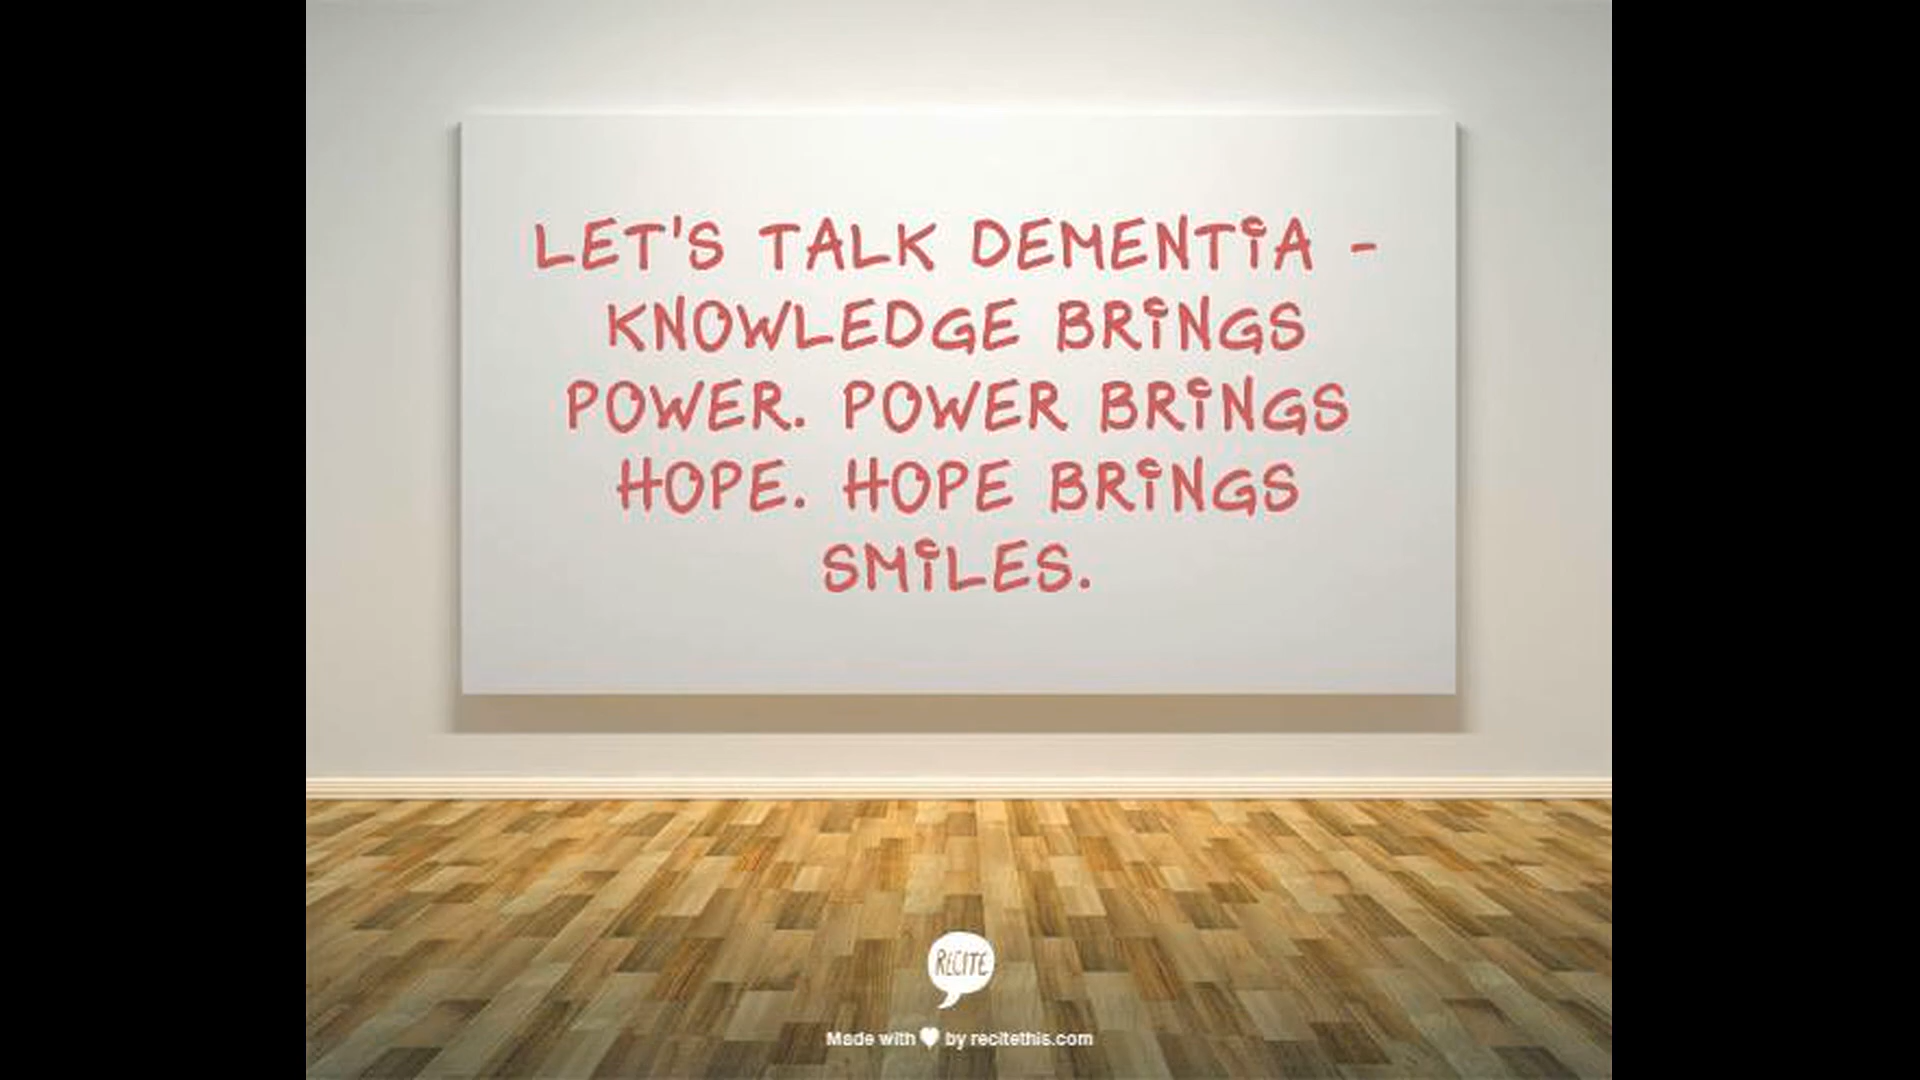 LET'S TALK DEMENTIA -
KNOWLEDGE BRINGS
POWER. POWER BRINGS
HOPE. HOPE BRINGS
SMILES.
RECITE
Made with ♥ by recitethis.com